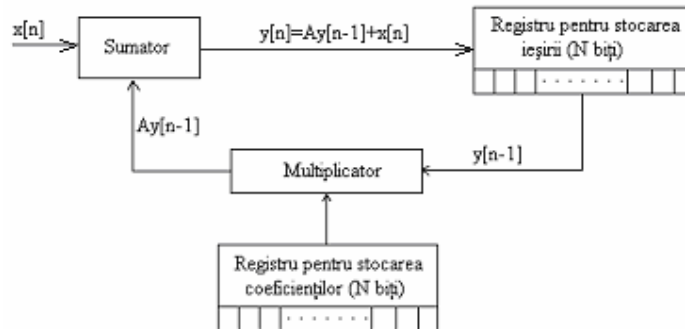 x[n]
Sumator
y[n]=Ay[n-1]+x[n]
Registru pentru stocarea
ieşirii (N biţi)
Ay[n-1]
Multiplicator
y[n-1]
Registru pentru stocarea
coeficienţilor (N biţi)